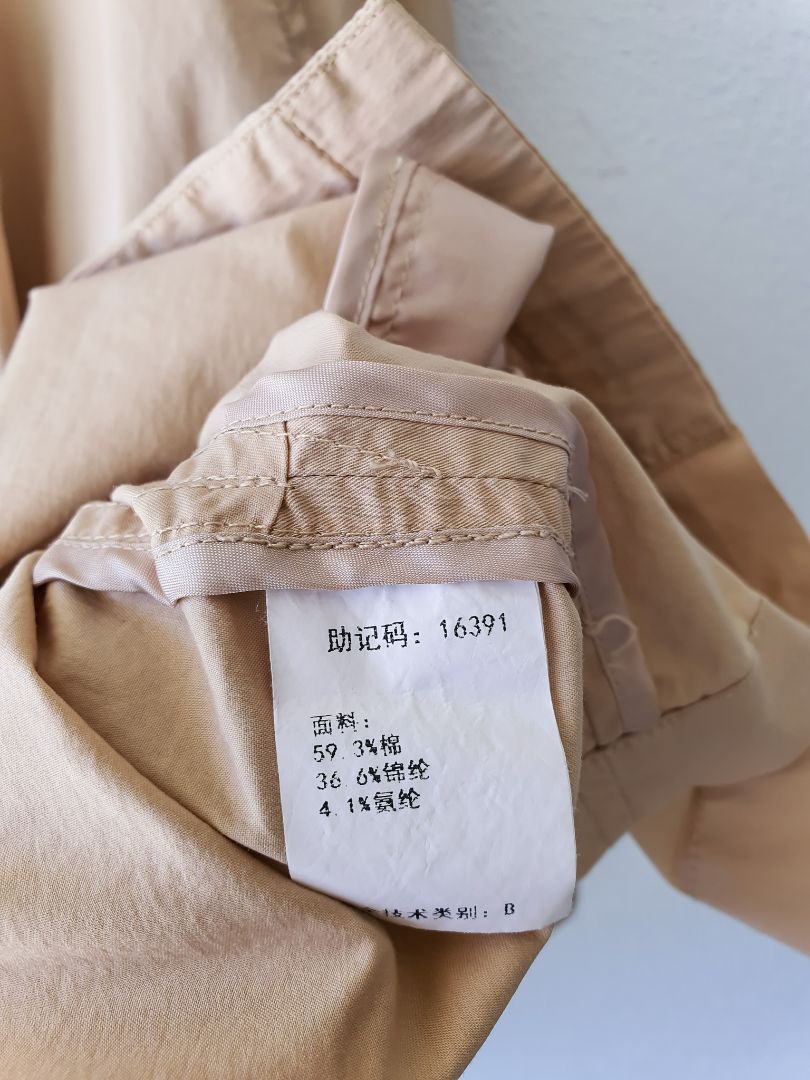 助记码：16391
面料：
59.3%棉
36.6%锦纶
4.1%氨纶
技术类别：B